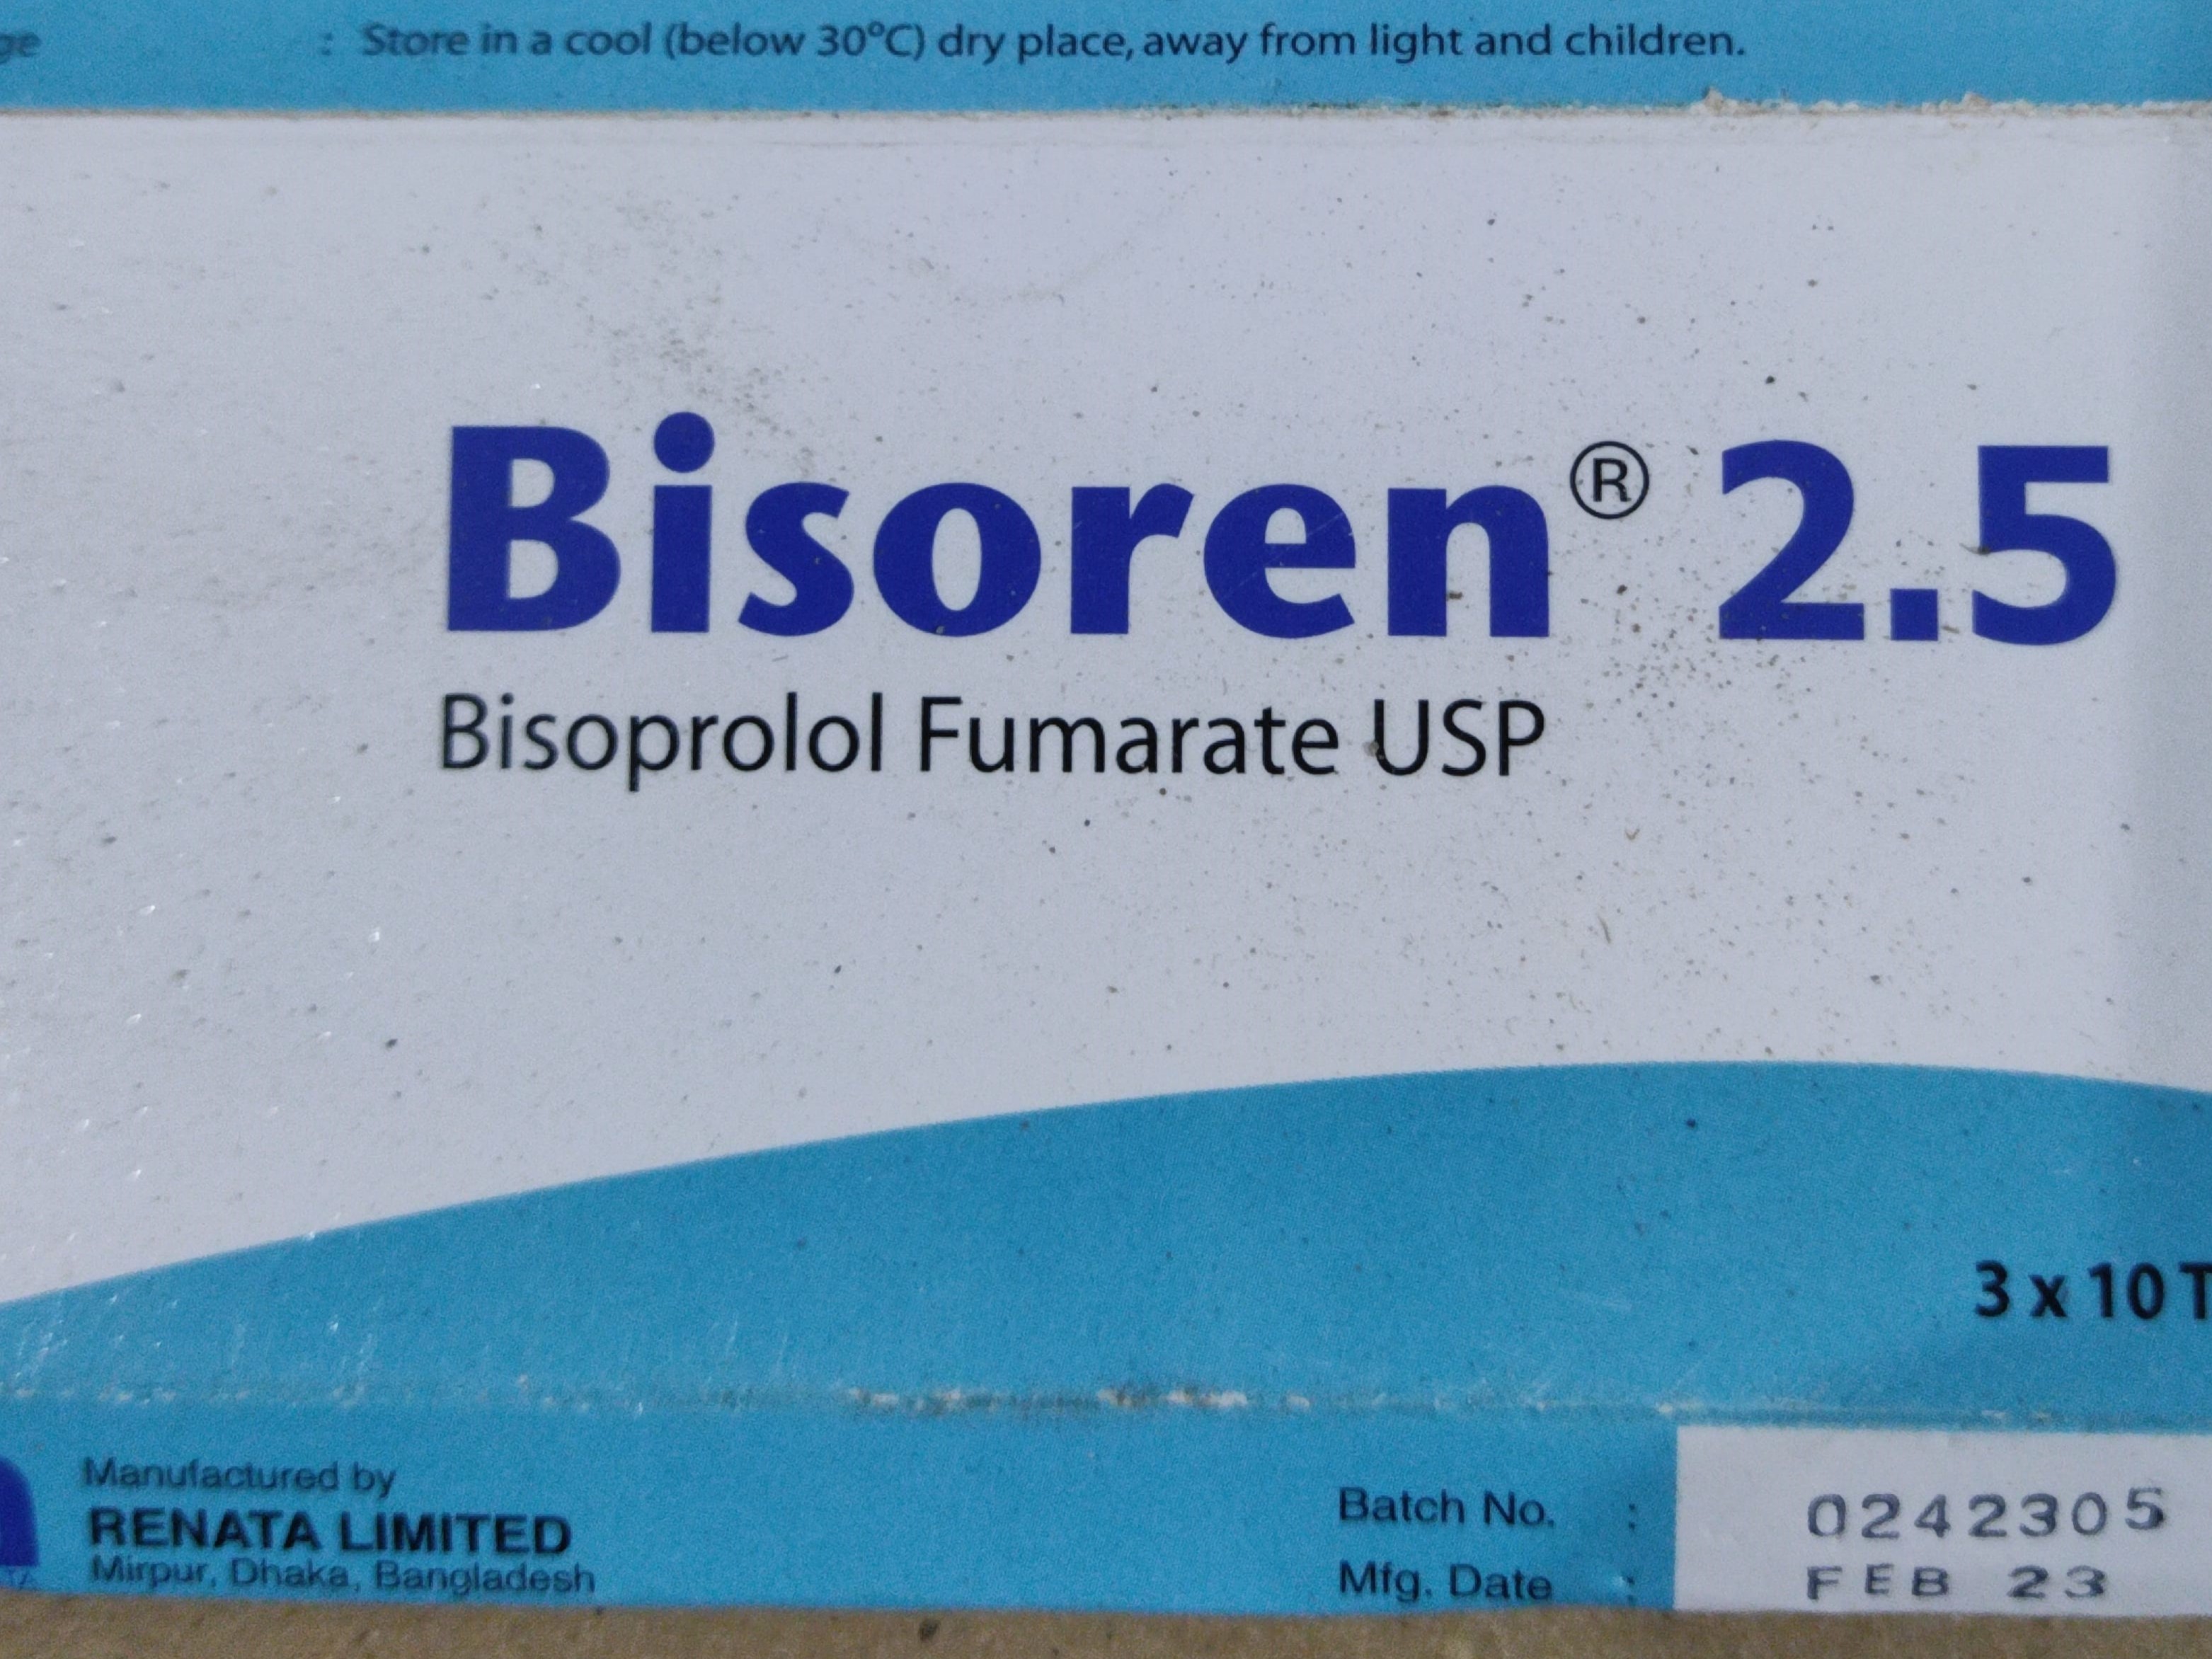 : Store in a cool (below 30°C) dry place, away from light and children.
Bisoren® 2.5
Bisoprolol Fumarate USP
3 x 10 T
Manufactured by
RENATA LIMITED
Mirpur, Dhaka, Bangladesh
Batch No. : 0242305
Mfg. Date : FEB 23